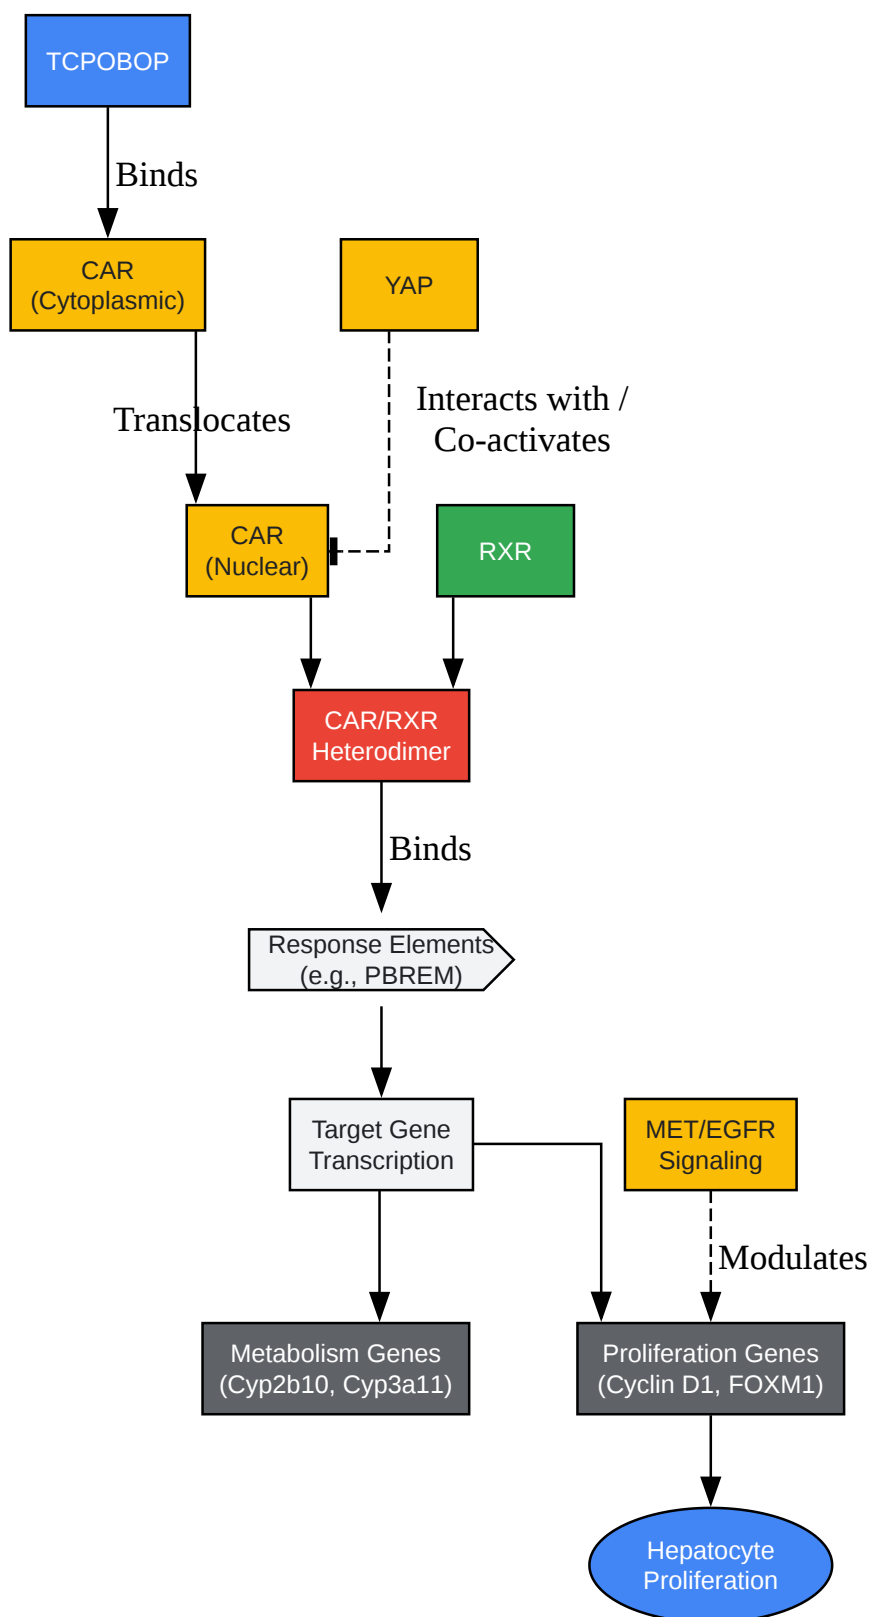 TCPOBOP
Binds
CAR
(Cytoplasmic)
YAP
Translocates
Interacts with /
Co-activates
CAR
(Nuclear)
RXR
CAR/RXR
Heterodimer
Binds
Response Elements
(e.g., PBREM)
Target Gene
Transcription
MET/EGFR
Signaling
Modulates
Metabolism Genes
(Cyp2b10, Cyp3a11)
Proliferation Genes
(Cyclin D1, FOXM1)
Hepatocyte
Proliferation